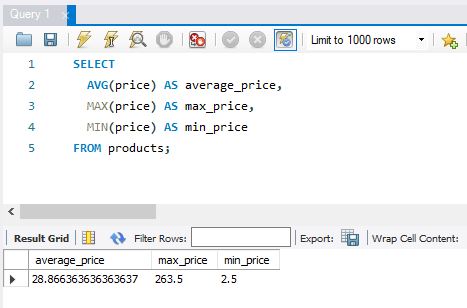 Query 1
Limit to 1000 rows
1 SELECT
2 AVG(price) AS average_price,
3 MAX(price) AS max_price,
4 MIN(price) AS min_price
5 FROM products;
Result Grid Filter Rows: Export: Wrap Cell Content:
average_price max_price min_price
28.866363636363637 263.5 2.5